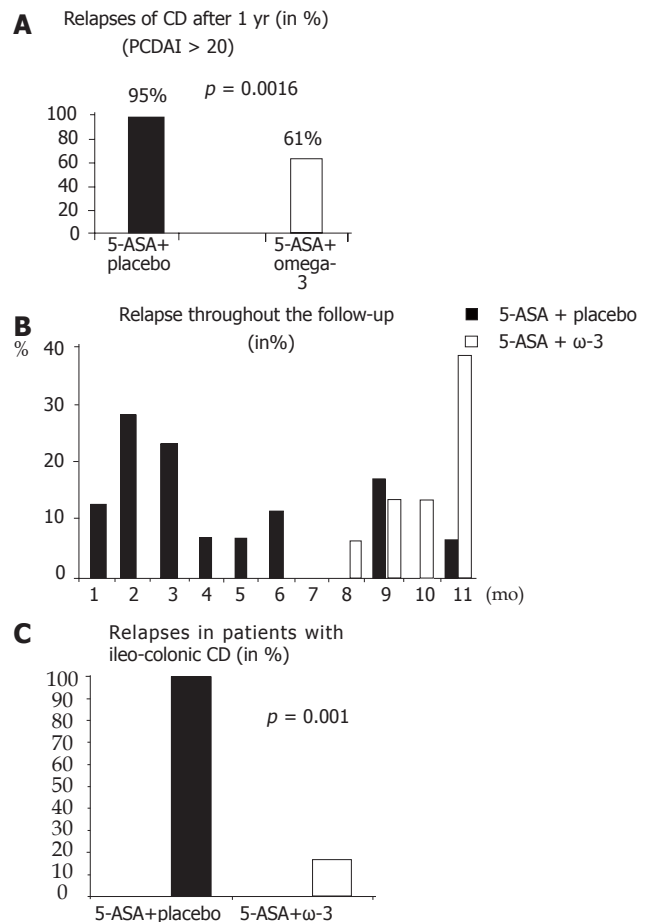 A Relapses of CD after 1 yr (in %)
(PCDAI > 20)
p = 0.0016
95%
61%
100
80
60
40
20
0
5-ASA+
placebo
5-ASA+
omega-
3
B Relapse throughout the follow-up
(in%)
5-ASA + placebo
5-ASA + ω-3
%
40
30
20
10
0
1 2 3 4 5 6 7 8 9 10 11 (mo)
C Relapses in patients with
ileo-colonic CD (in %)
p = 0.001
100
90
80
70
60
50
40
30
20
10
0
5-ASA+placebo 5-ASA+ω-3